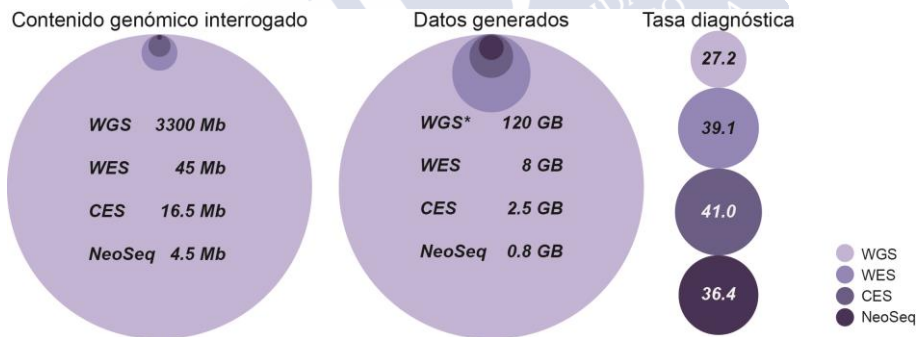 Contenido genómico interrogado
Datos generados
Tasa diagnóstica
WGS 3300 Mb
WES 45 Mb
CES 16.5 Mb
NeoSeq 4.5 Mb
WGS* 120 GB
WES 8 GB
CES 2.5 GB
NeoSeq 0.8 GB
27.2
39.1
41.0
36.4
WGS
WES
CES
NeoSeq